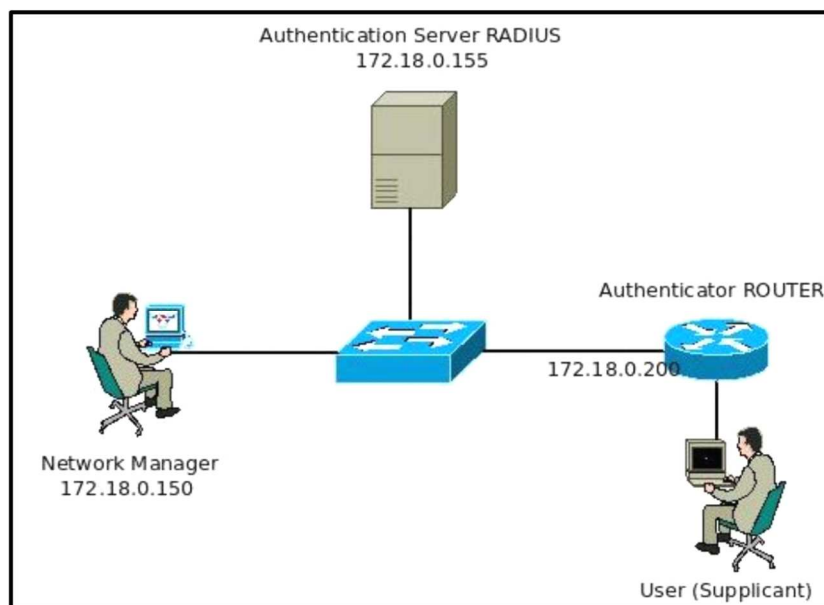 Authentication Server RADIUS
172.18.0.155
Authenticator ROUTER
172.18.0.200
Network Manager
172.18.0.150
User (Supplicant)